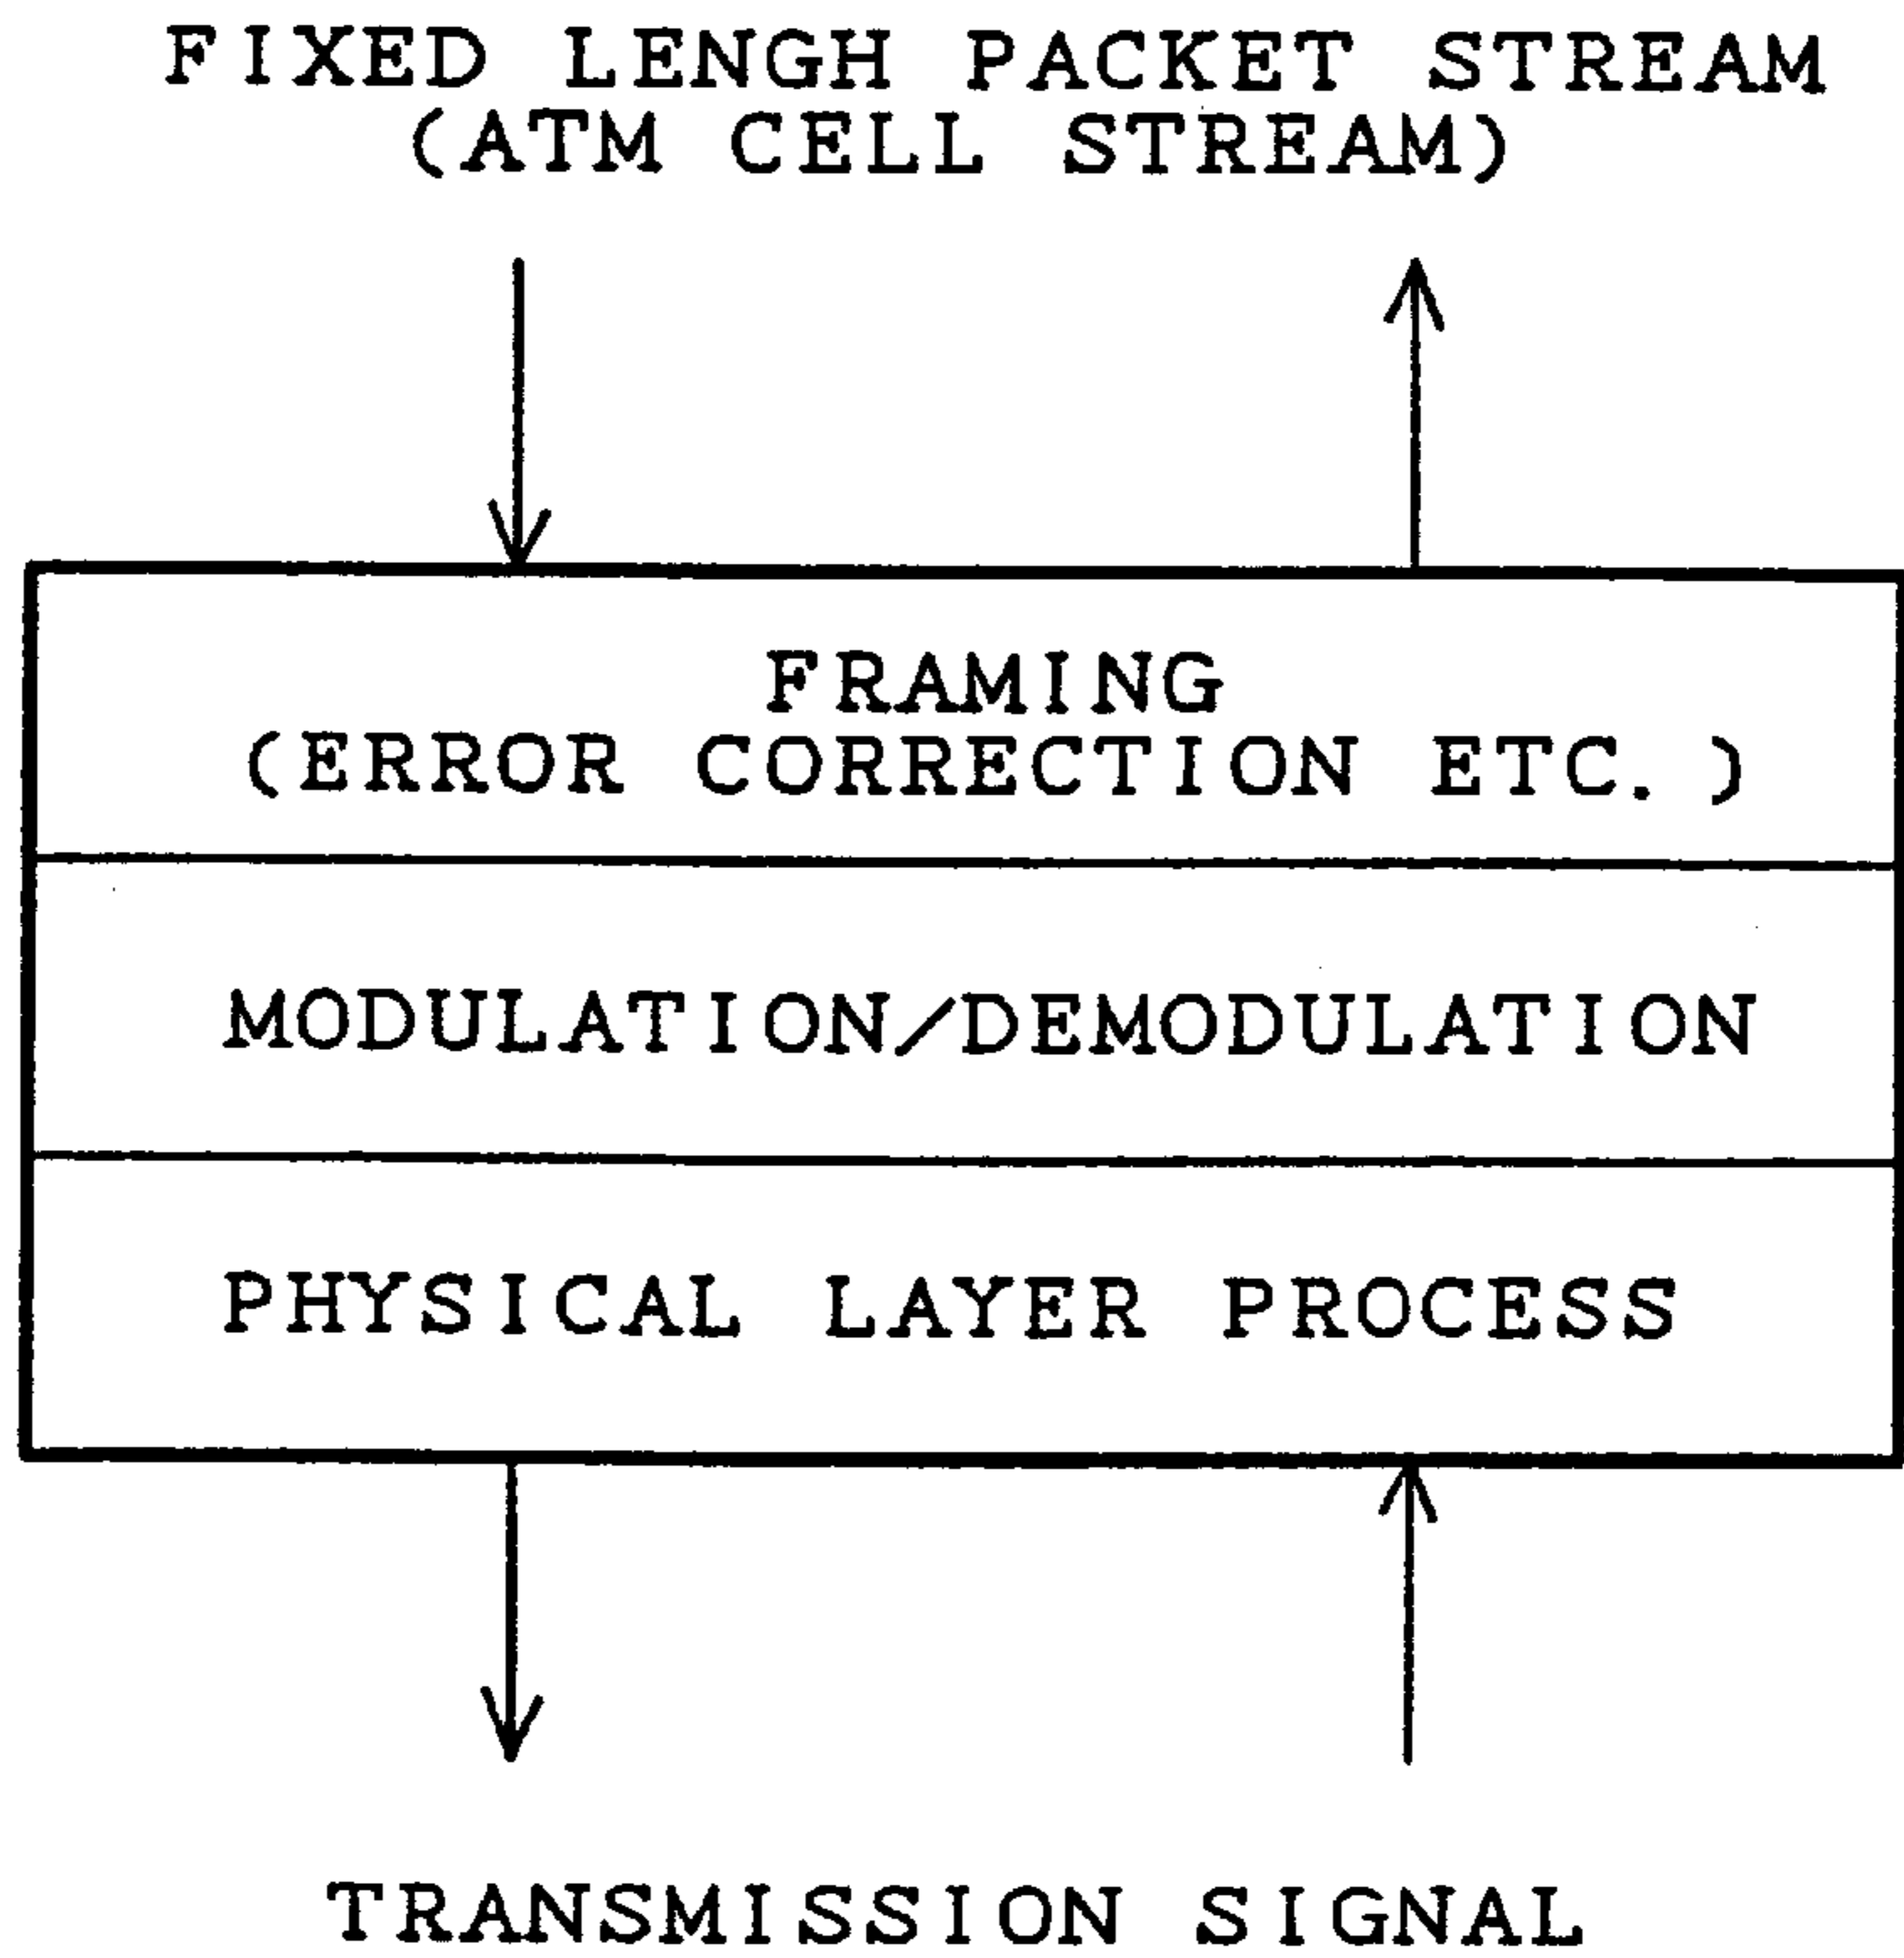 FIXED LENGH PACKET STREAM
(ATM CELL STREAM)
FRAMING
(ERROR CORRECTION ETC. )
MODULATION/DEMODULATION
PHYSICAL LAYER PROCESS
TRANSMISSION SIGNAL